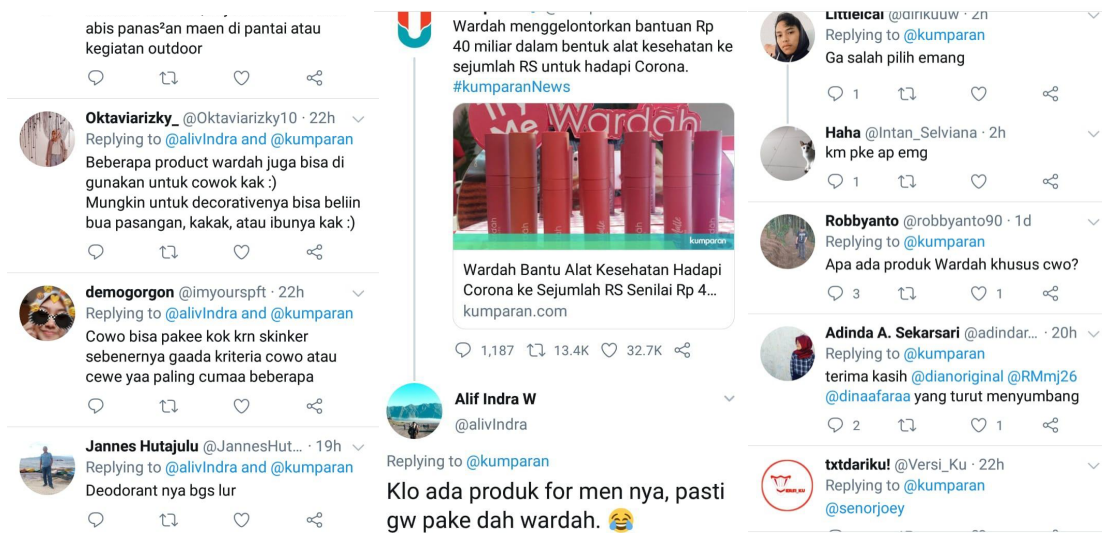 abis panas²an maen di pantai atau
kegiatan outdoor
Oktaviarizky_ @Oktaviarizky10 · 22h
Replying to @alivIndra and @kumparan
Beberapa product wardah juga bisa di
gunakan untuk cowok kak :)
Mungkin untuk decorativenya bisa beliin
bua pasangan, kakak, atau ibunya kak :)
demogorgon @imyourspft · 22h
Replying to @alivIndra and @kumparan
Cowo bisa pakee kok krn skinker
sebenernya gaada kriteria cowo atau
cewe yaa paling cumaa beberapa
Jannes Hutajulu @JannesHut... · 19h
Replying to @alivIndra and @kumparan
Deodorant nya bgs lur
Wardah menggelontorkan bantuan Rp
40 miliar dalam bentuk alat kesehatan ke
sejumlah RS untuk hadapi Corona.
#kumparanNews
Try Me Wardah
kumparan
Wardah Bantu Alat Kesehatan Hadapi
Corona ke Sejumlah RS Senilai Rp 4...
kumparan.com
1,187 13.4K 32.7K
Alif Indra W
@alivIndra
Replying to @kumparan
Klo ada produk for men nya, pasti
gw pake dah wardah. 😂
Littleical @dirikuuw · 2h
Replying to @kumparan
Ga salah pilih emang
1
Haha @Intan_Selviana · 2h
km pke ap emg
1
Robbyanto @robbyanto90 · 1d
Replying to @kumparan
Apa ada produk Wardah khusus cwo?
3 1
Adinda A. Sekarsari @adindar... · 20h
Replying to @kumparan
terima kasih @dianoriginal @RMmj26
@dinaafaraa yang turut menyumbang
2 1
txtdariku! @Versi_Ku · 22h
Replying to @kumparan
@senorjoey